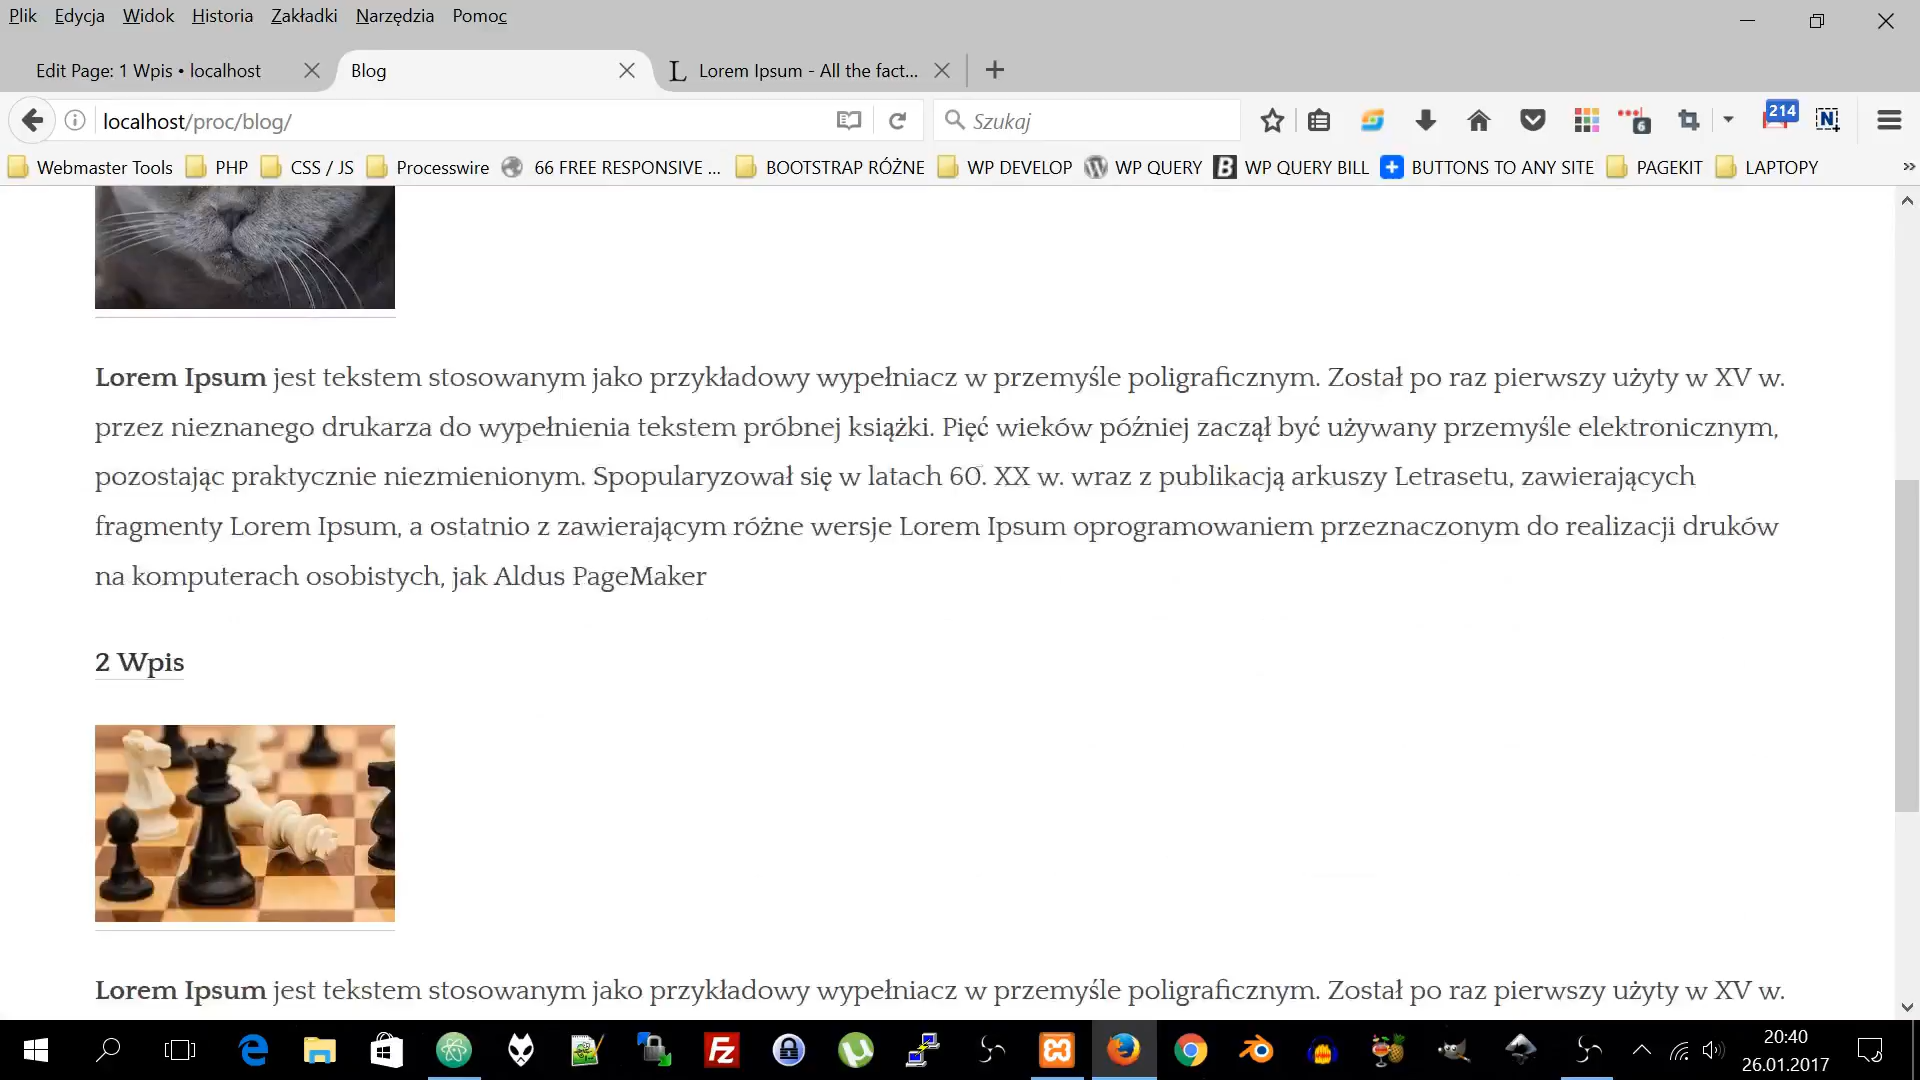 Plik Edycja Widok Historia Zakładki Narzędzia Pomoc
Edit Page: 1 Wpis • localhost
Blog
L Lorem Ipsum - All the fact...
localhost/proc/blog/
Szukaj
6
214
N
Webmaster Tools PHP CSS / JS Processwire 66 FREE RESPONSIVE ... BOOTSTRAP RÓŻNE WP DEVELOP WP QUERY B WP QUERY BILL BUTTONS TO ANY SITE PAGEKIT LAPTOPY »
Lorem Ipsum jest tekstem stosowanym jako przykładowy wypełniacz w przemyśle poligraficznym. Został po raz pierwszy użyty w XV w.
przez nieznanego drukarza do wypełnienia tekstem próbnej książki. Pięć wieków później zaczął być używany przemyśle elektronicznym,
pozostając praktycznie niezmienionym. Spopularyzował się w latach 60. XX w. wraz z publikacją arkuszy Letrasetu, zawierających
fragmenty Lorem Ipsum, a ostatnio z zawierającym różne wersje Lorem Ipsum oprogramowaniem przeznaczonym do realizacji druków
na komputerach osobistych, jak Aldus PageMaker
2 Wpis
Lorem Ipsum jest tekstem stosowanym jako przykładowy wypełniacz w przemyśle poligraficznym. Został po raz pierwszy użyty w XV w.
20:40
26.01.2017